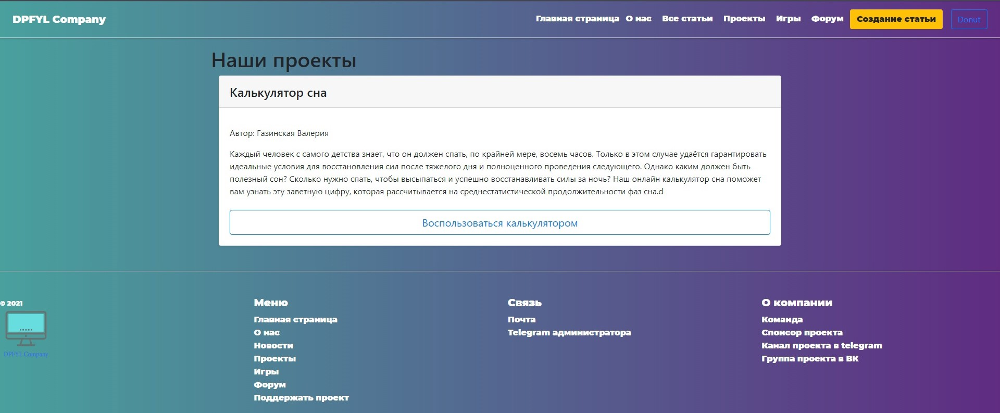 DPFYL Company
Главная страница О нас Все статьи Проекты Игры Форум Создание статьи Donut
Наши проекты
Калькулятор сна
Автор: Газинская Валерия
Каждый человек с самого детства знает, что он должен спать, по крайней мере, восемь часов. Только в этом случае удаётся гарантировать
идеальные условия для восстановления сил после тяжелого дня и полноценного проведения следующего. Однако каким должен быть
полезный сон? Сколько нужно спать, чтобы высыпаться и успешно восстанавливать силы за ночь? Наш онлайн калькулятор сна поможет
вам узнать эту заветную цифру, которая рассчитывается на среднестатистической продолжительности фаз сна.d
Воспользоваться калькулятором
© 2021
DPFYL Company
Меню
Главная страница
О нас
Новости
Проекты
Игры
Форум
Поддержать проект
Связь
Почта
Telegram администратора
О компании
Команда
Спонсор проекта
Канал проекта в telegram
Группа проекта в ВК